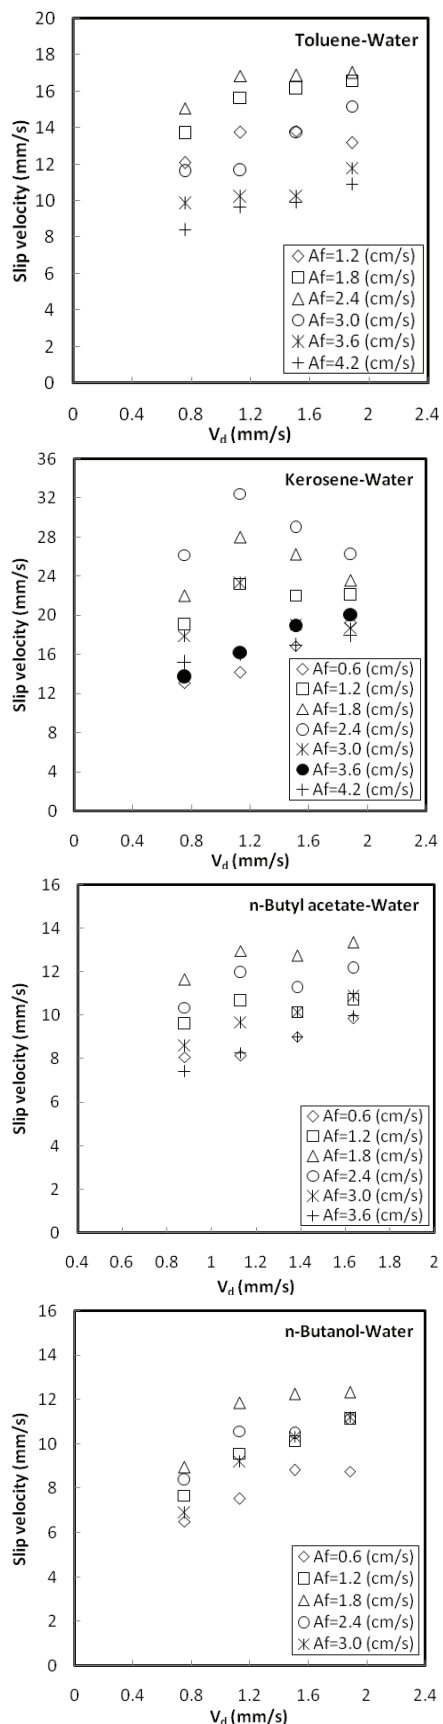 Toluene-Water
20
18
16
14
12
10
8
6
4
2
0
Slip velocity (mm/s)
Af=1.2 (cm/s)
Af=1.8 (cm/s)
Af=2.4 (cm/s)
Af=3.0 (cm/s)
Af=3.6 (cm/s)
Af=4.2 (cm/s)
0 0.4 0.8 1.2 1.6 2 2.4
Vd (mm/s)
Kerosene-Water
36
32
28
24
20
16
12
8
4
0
Slip velocity (mm/s)
Af=0.6 (cm/s)
Af=1.2 (cm/s)
Af=1.8 (cm/s)
Af=2.4 (cm/s)
Af=3.0 (cm/s)
Af=3.6 (cm/s)
Af=4.2 (cm/s)
0 0.4 0.8 1.2 1.6 2 2.4
Vd (mm/s)
n-Butyl acetate-Water
16
14
12
10
8
6
4
2
0
Slip velocity (mm/s)
Af=0.6 (cm/s)
Af=1.2 (cm/s)
Af=1.8 (cm/s)
Af=2.4 (cm/s)
Af=3.0 (cm/s)
Af=3.6 (cm/s)
0.4 0.6 0.8 1 1.2 1.4 1.6 1.8 2
Vd (mm/s)
n-Butanol-Water
16
14
12
10
8
6
4
2
0
Slip velocity (mm/s)
Af=0.6 (cm/s)
Af=1.2 (cm/s)
Af=1.8 (cm/s)
Af=2.4 (cm/s)
Af=3.0 (cm/s)
0 0.4 0.8 1.2 1.6 2 2.4
Vd (mm/s)